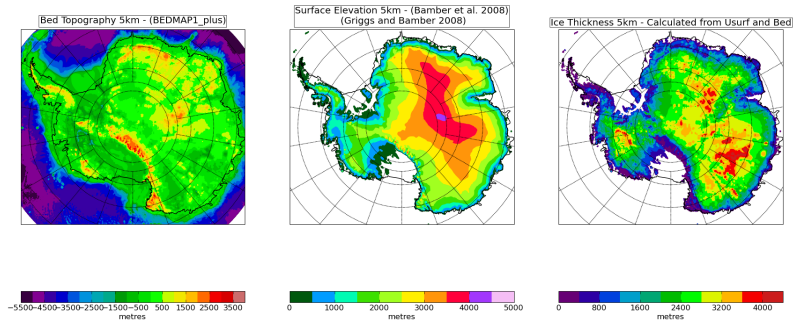 Bed Topography 5km - (BEDMAP1_plus)
Surface Elevation 5km - (Bamber et al. 2008)
(Griggs and Bamber 2008)
Ice Thickness 5km - Calculated from Usurf and Bed
−5500−4500−3500−2500−1500−500 500 1500 2500 3500
metres
0 1000 2000 3000 4000 5000
metres
0 800 1600 2400 3200 4000
metres